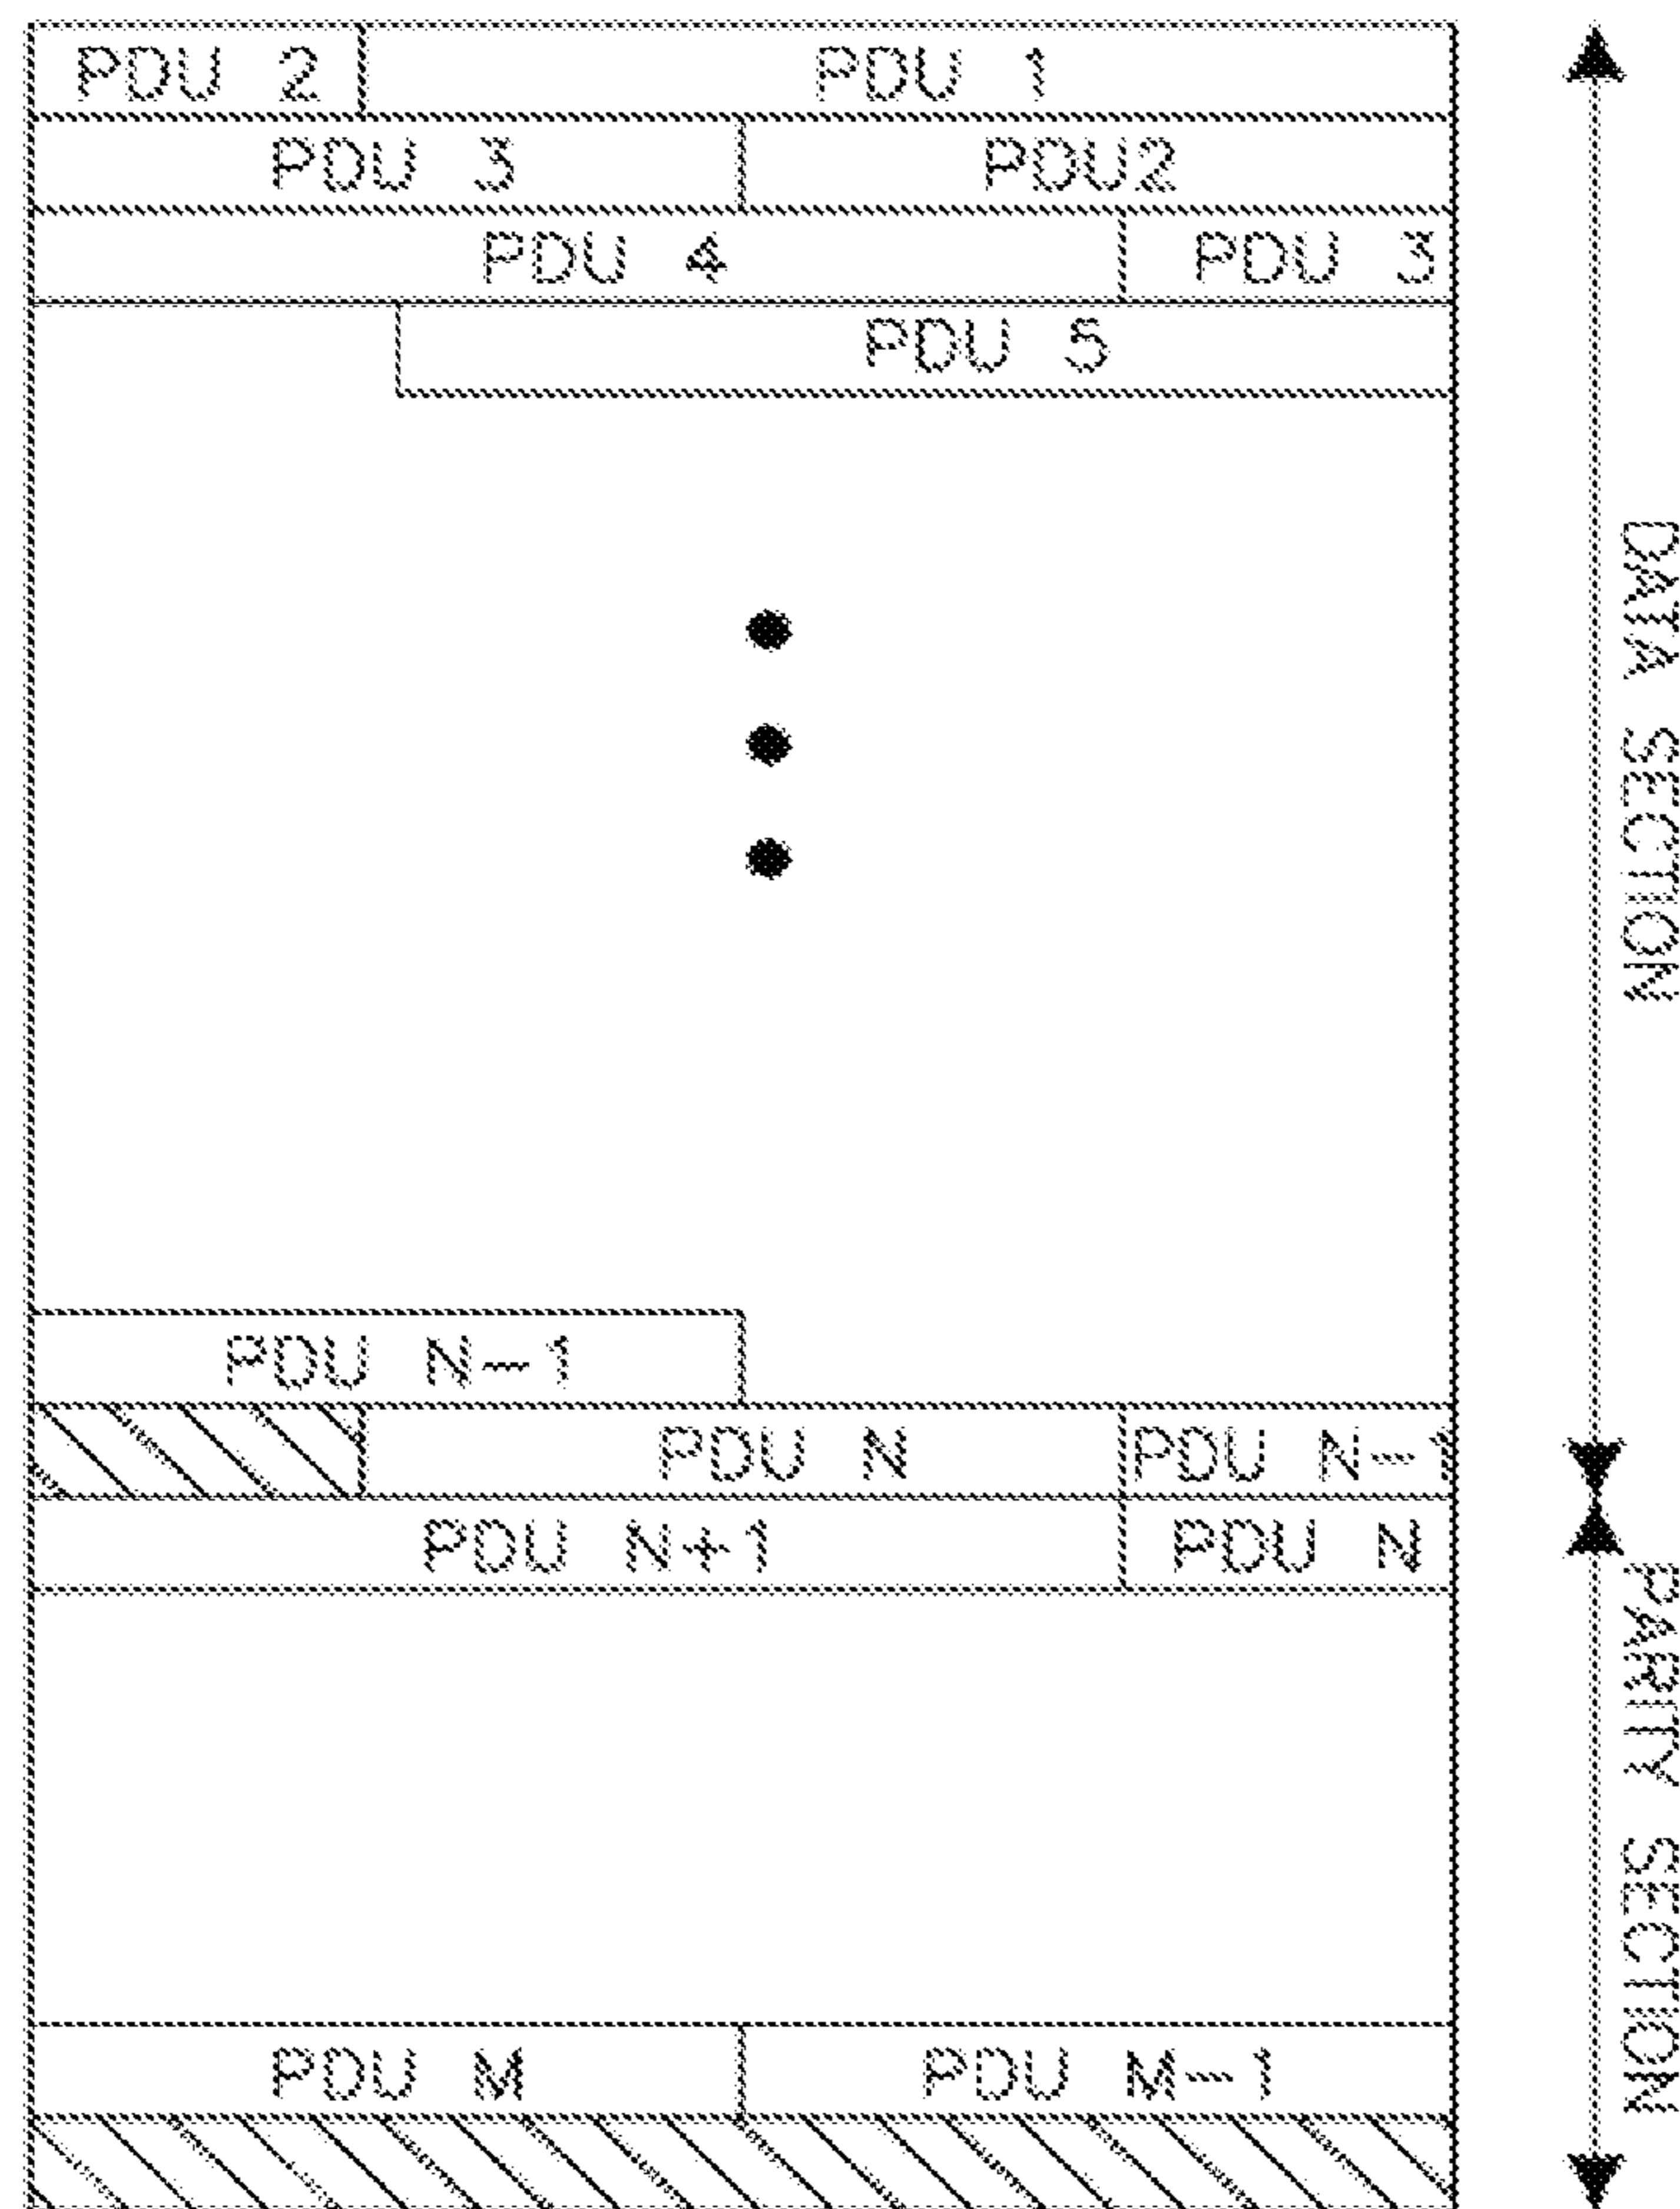 PDU 2 PDU 1
PDU 3 PDU2
PDU 4 PDU 3
PDU 5
PDU N-1
PDU N PDU N-1
PDU N+1 PDU N
PDU M PDU M-1
DATA SECTION
PARITY SECTION